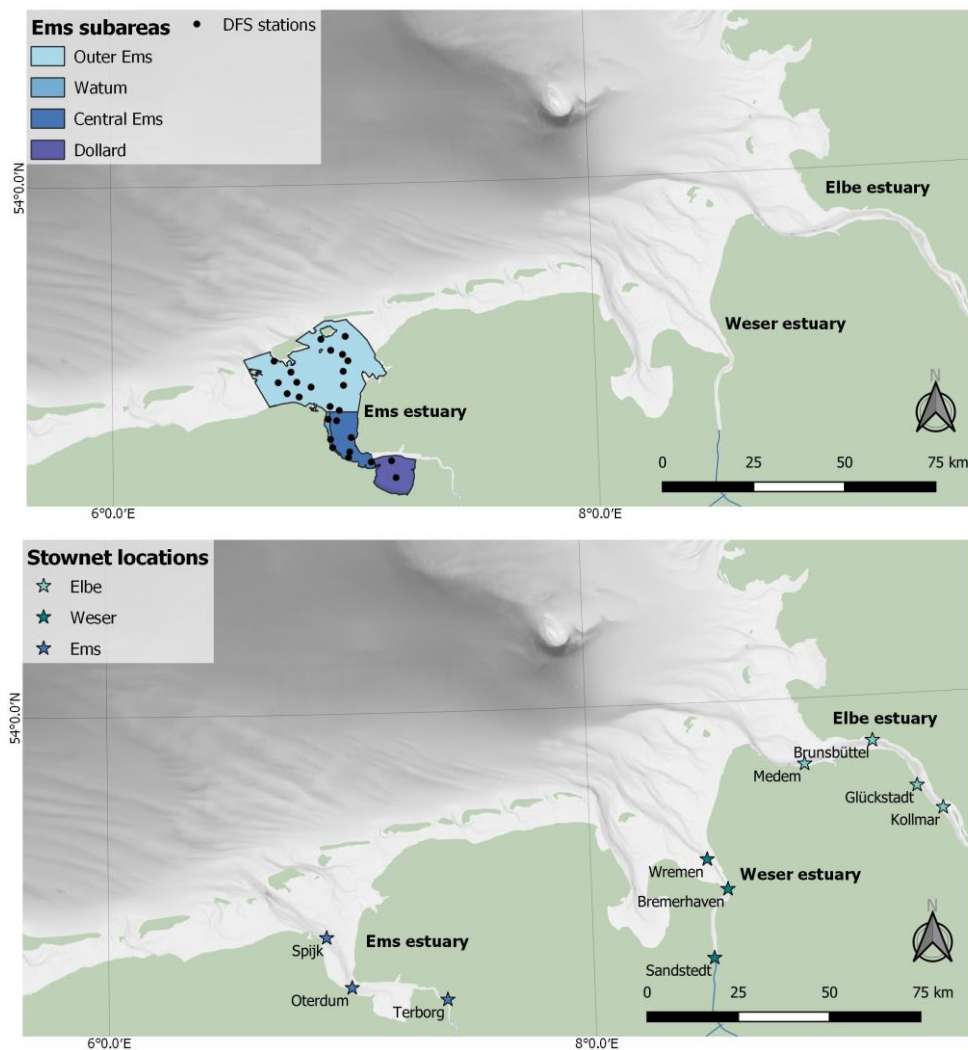 Ems subareas
DFS stations
Outer Ems
Watum
Central Ems
Dollard
54°0.0'N
Elbe estuary
Weser estuary
Ems estuary
N
0 25 50 75 km
6°0.0'E
8°0.0'E
Stownet locations
Elbe
Weser
Ems
54°0.0'N
Elbe estuary
Brunsbüttel
Medem
Glückstadt
Kollmar
Wremen
Weser estuary
Bremerhaven
Ems estuary
Spijk
Sandstedt
N
Oterdum
Terborg
0 25 50 75 km
6°0.0'E
8°0.0'E